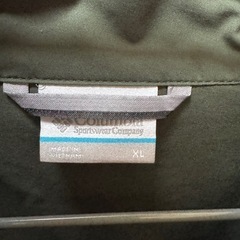 Columbia
Sportswear Company
MADE IN
VIETNAM
XL